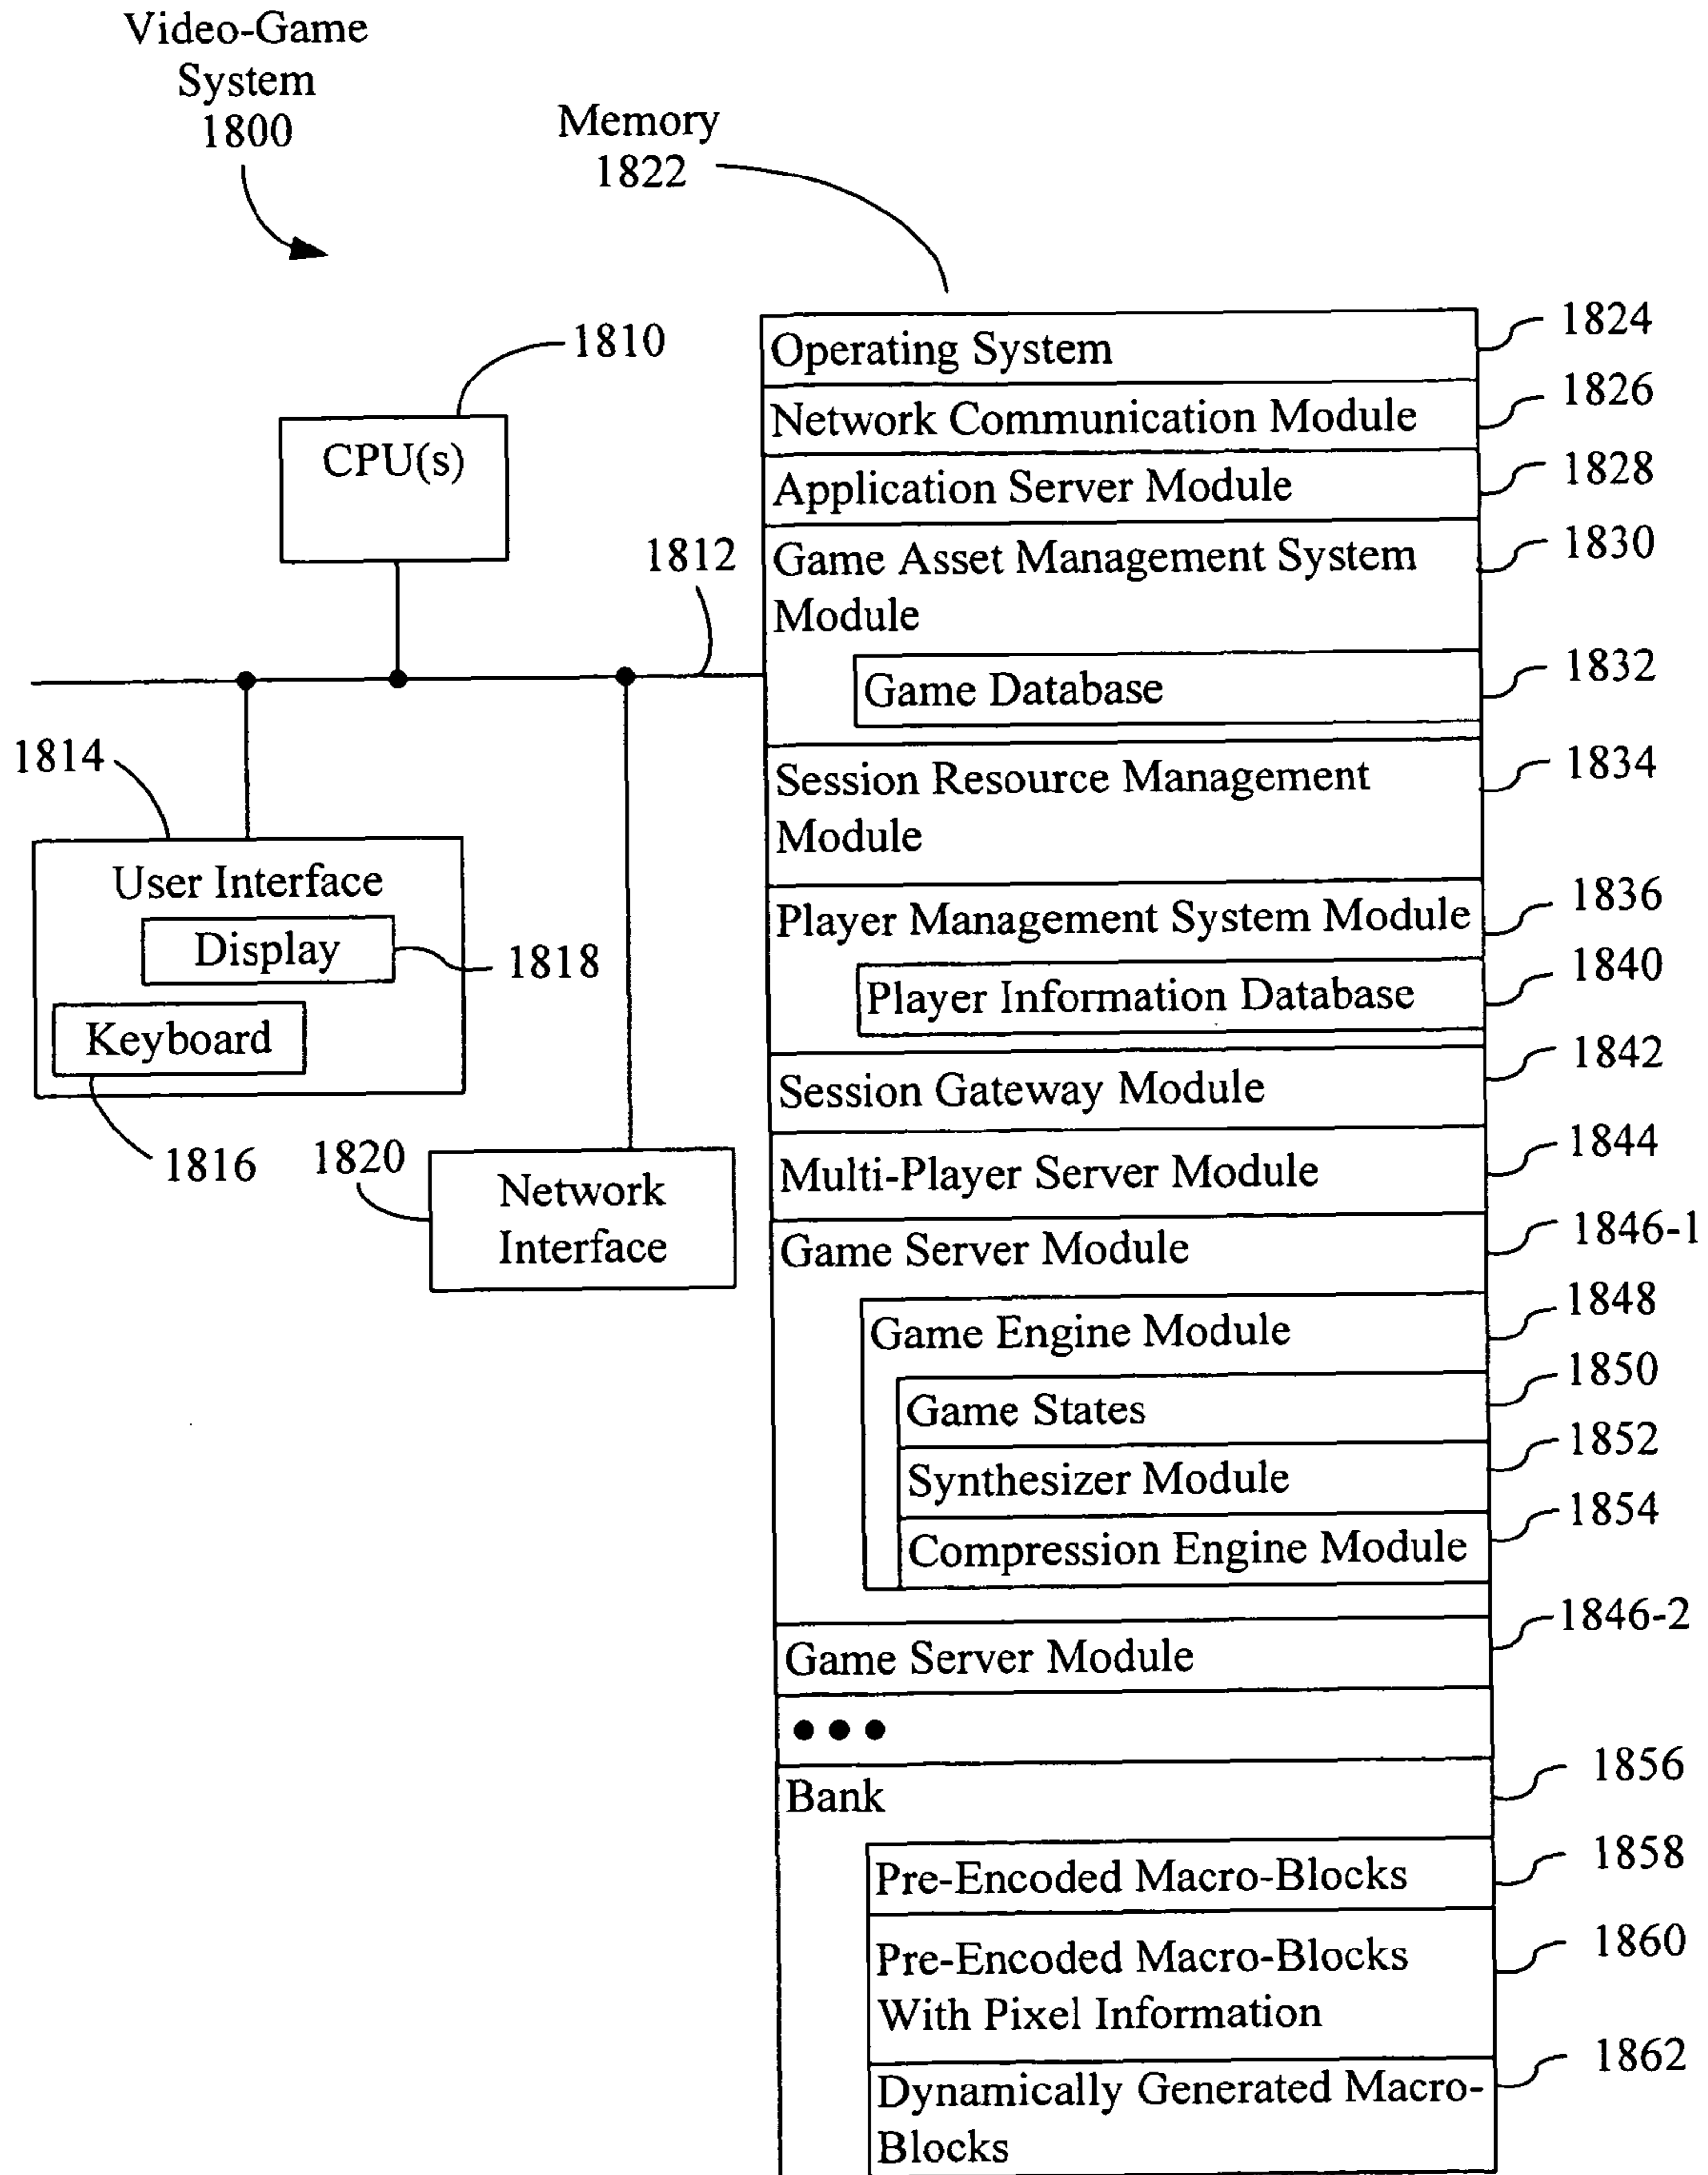 Video-Game
System
1800
Memory
1822
1810
CPU(s)
1812
1814
User Interface
Display
1818
Keyboard
1816
1820
Network
Interface
Operating System
1824
Network Communication Module
1826
Application Server Module
1828
Game Asset Management System
Module
1830
Game Database
1832
Session Resource Management
Module
1834
Player Management System Module
1836
Player Information Database
1840
Session Gateway Module
1842
Multi-Player Server Module
1844
Game Server Module
1846-1
Game Engine Module
1848
Game States
1850
Synthesizer Module
1852
Compression Engine Module
1854
Game Server Module
1846-2
● ● ●
Bank
1856
Pre-Encoded Macro-Blocks
1858
Pre-Encoded Macro-Blocks
With Pixel Information
1860
Dynamically Generated Macro-
Blocks
1862